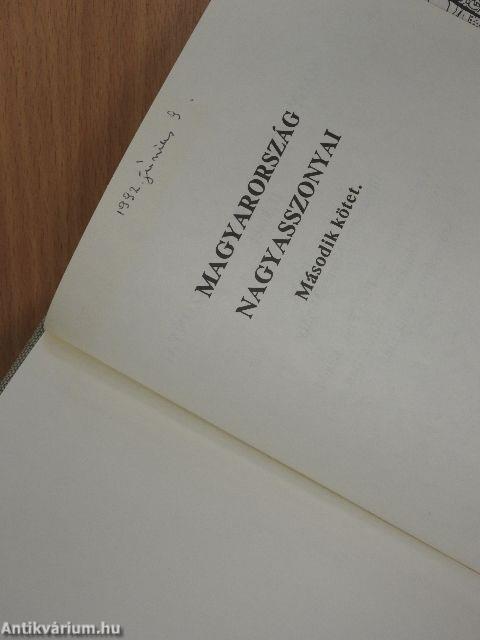 1992. június 9.
MAGYARORSZÁG
NAGYASSZONYAI
Második kötet.
Antikvárium.hu